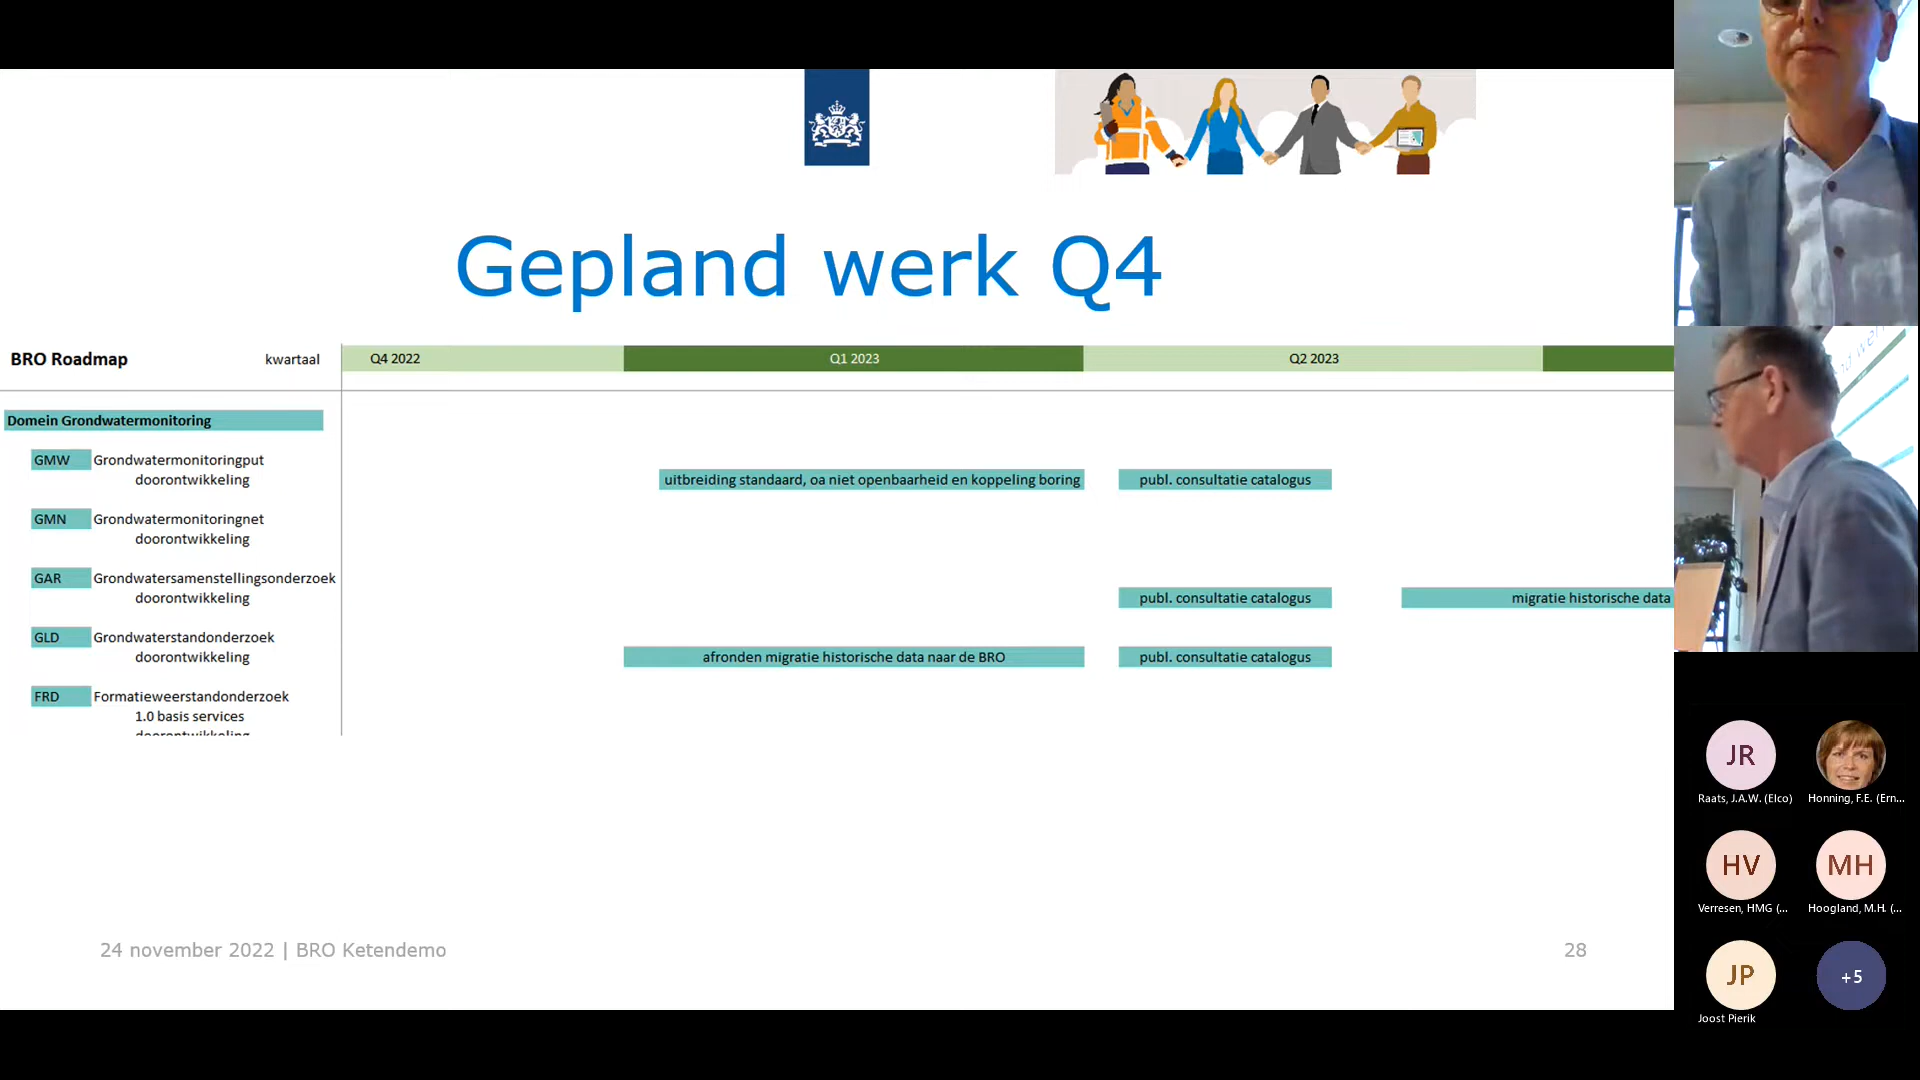 Gepland werk Q4
BRO Roadmap kwartaal Q4 2022 Q1 2023 Q2 2023
Domein Grondwatermonitoring
GMW Grondwatermonitoringput
doorontwikkeling uitbreiding standaard, oa niet openbaarheid en koppeling boring publ. consultatie catalogus
GMN Grondwatermonitoringnet
doorontwikkeling
GAR Grondwatersamenstellingsonderzoek
doorontwikkeling publ. consultatie catalogus migratie historische data
GLD Grondwaterstandonderzoek
doorontwikkeling afronden migratie historische data naar de BRO publ. consultatie catalogus
FRD Formatieweerstandonderzoek
1.0 basis services
doorontwikkeling
24 november 2022 | BRO Ketendemo 28
JR
Raats, J.A.W. (Elco) Honning, F.E. (Ern...
HV MH
Verresen, HMG (... Hoogland, M.H. (...
JP +5
Joost Pierik